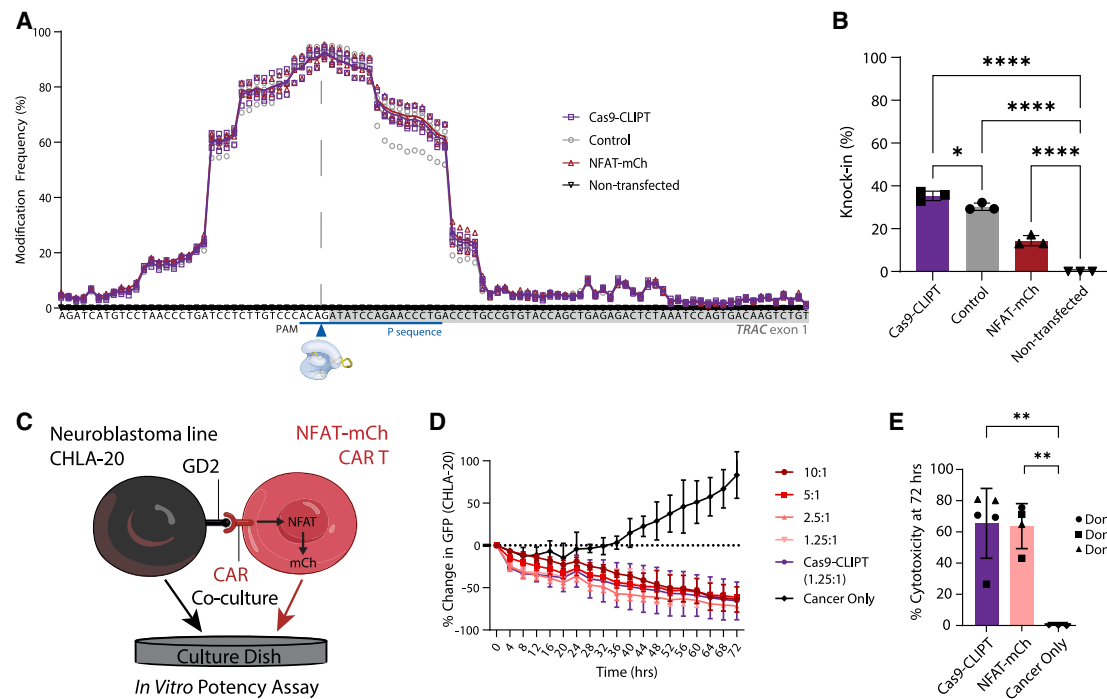 A
Modification Frequency (%)
100
80
60
40
20
0
Cas9-CLIPT
Control
NFAT-mCh
Non-transfected
AGATCATGTCCTAACCCTGATCCTCTTGTCCCACAGATATCCAGAACCCTGACCCTGCCGTGTACCAGCTGAGAGACTCTAAATCCAGTGACAAGTCTGT
PAM
P sequence
TRAC exon 1
B
Knock-in (%)
100
80
60
40
20
0
****
****
* ****
Cas9-CLIPT
Control
NFAT-mCh
Non-transfected
C
Neuroblastoma line
CHLA-20
NFAT-mCh
CAR T
GD2
NFAT
mCh
CAR
Co-culture
Culture Dish
In Vitro Potency Assay
D
% Change in GFP (CHLA-20)
100
50
0
-50
-100
0 4 8 12 16 20 24 28 32 36 40 44 48 52 56 60 64 68 72
Time (hrs)
10:1
5:1
2.5:1
1.25:1
Cas9-CLIPT
(1.25:1)
Cancer Only
E
% Cytotoxicity at 72 hrs
100
80
60
40
20
0
**
**
Cas9-CLIPT
NFAT-mCh
Cancer Only
Don
Don
Don